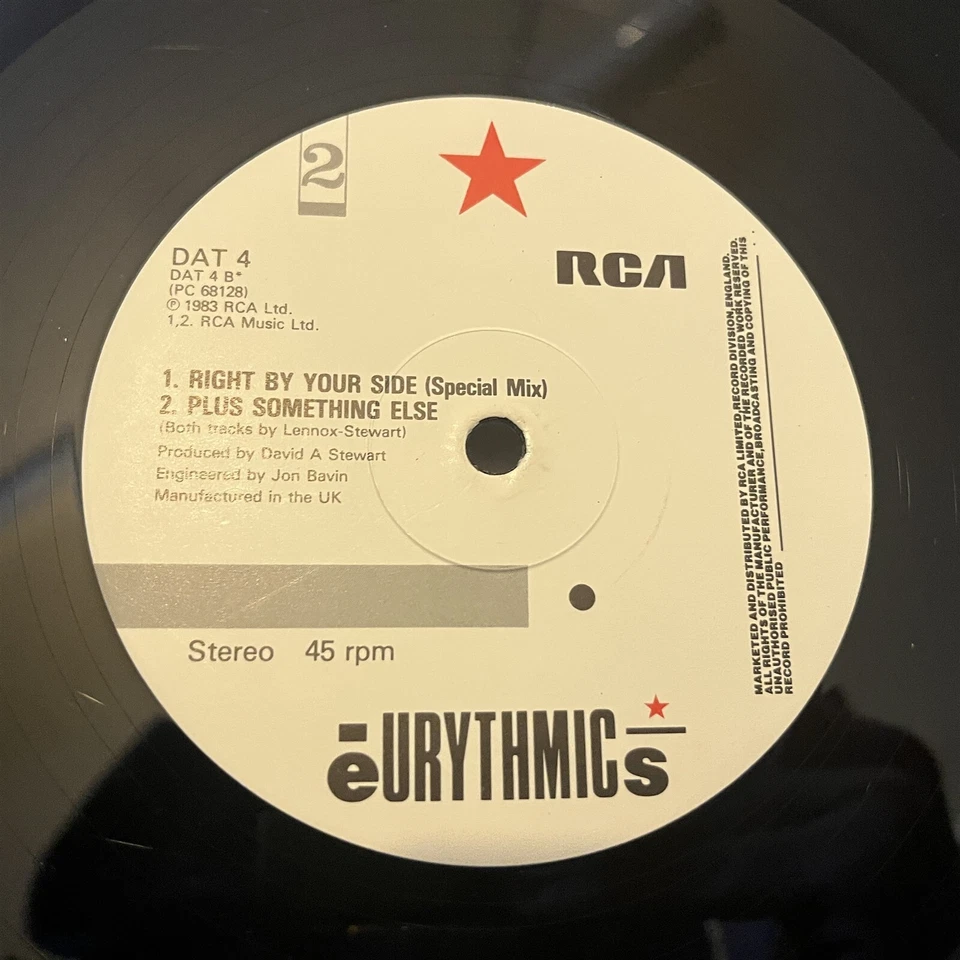 2
RCA
DAT 4
DAT 4 B*
(PC 68128)
℗ 1983 RCA Ltd.
1,2. RCA Music Ltd.
1. RIGHT BY YOUR SIDE (Special Mix)
2. PLUS SOMETHING ELSE
(Both tracks by Lennox-Stewart)
Produced by David A Stewart
Engineered by Jon Bavin
Manufactured in the UK
Stereo 45 rpm
eURYTHMICs
MARKETED AND DISTRIBUTED BY RCA LIMITED,RECORD DIVISION,ENGLAND.
ALL RIGHTS OF THE MANUFACTURER AND OF THE RECORDED WORK RESERVED.
UNAUTHORISED PUBLIC PERFORMANCE,BROADCASTING AND COPYING OF THIS
RECORD PROHIBITED